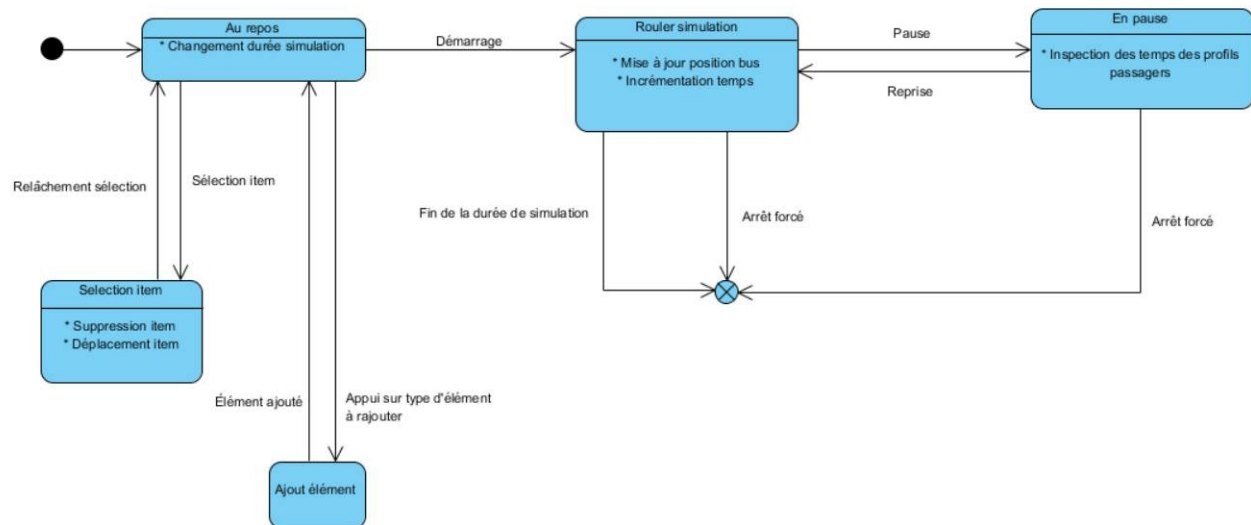 Au repos
* Changement durée simulation
Démarrage
Rouler simulation
* Mise à jour position bus
* Incrémentation temps
Pause
Reprise
En pause
* Inspection des temps des profils
passagers
Relâchement sélection
Sélection item
Fin de la durée de simulation
Arrêt forcé
Arrêt forcé
Selection item
* Suppression item
* Déplacement item
Élément ajouté
Appui sur type d'élément
à rajouter
Ajout élément